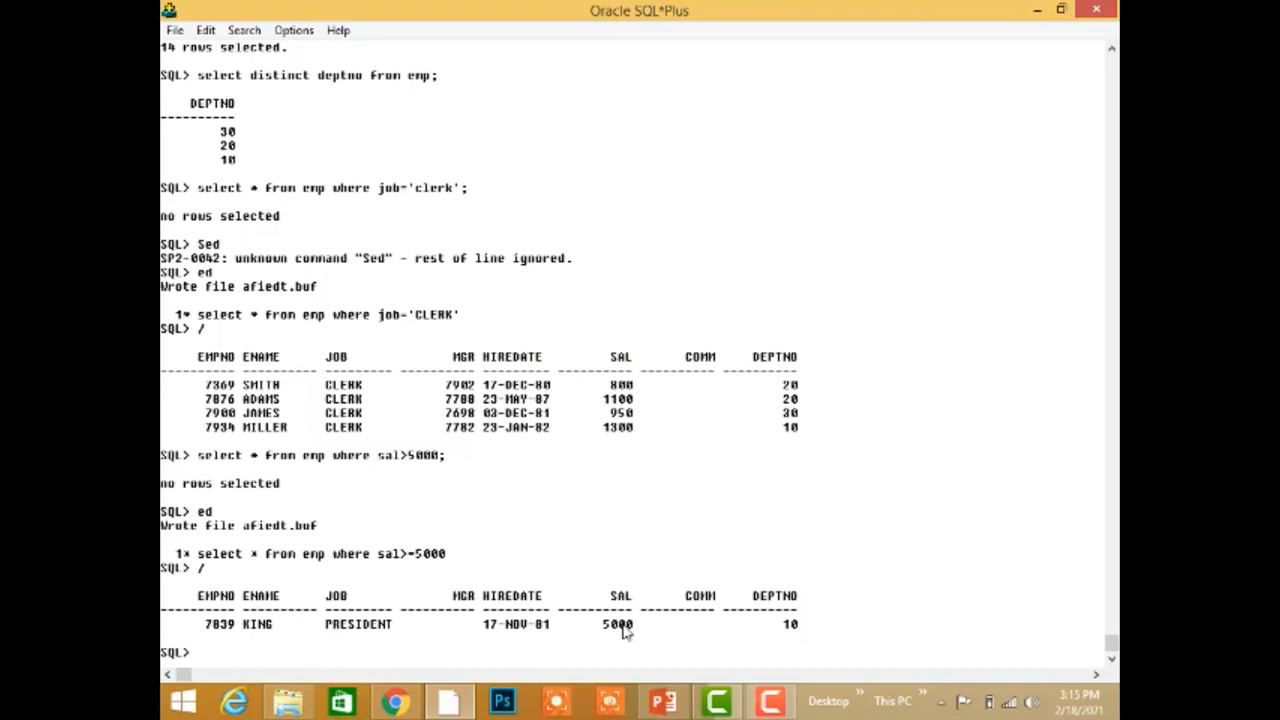 Oracle SQL*Plus
File Edit Search Options Help
14 rows selected.
SQL> select distinct deptno from emp;
DEPTNO
----------
30
20
10
SQL> select * from emp where job='clerk';
no rows selected
SQL> Sed
SP2-0042: unknown command "Sed" - rest of line ignored.
SQL> ed
Wrote file afiedt.buf
1* select * from emp where job='CLERK'
SQL> /
EMPNO ENAME JOB MGR HIREDATE SAL COMM DEPTNO
---------- ---------- --------- ---------- --------- ---------- ---------- ----------
7369 SMITH CLERK 7902 17-DEC-80 800 20
7876 ADAMS CLERK 7788 23-MAY-87 1100 20
7900 JAMES CLERK 7698 03-DEC-81 950 30
7934 MILLER CLERK 7782 23-JAN-82 1300 10
SQL> select * from emp where sal>5000;
no rows selected
SQL> ed
Wrote file afiedt.buf
1* select * from emp where sal>=5000
SQL> /
EMPNO ENAME JOB MGR HIREDATE SAL COMM DEPTNO
---------- ---------- --------- ---------- --------- ---------- ---------- ----------
7839 KING PRESIDENT 17-NOV-81 5000 10
SQL>
Ps Desktop » This PC » 3:15 PM
2/18/2021